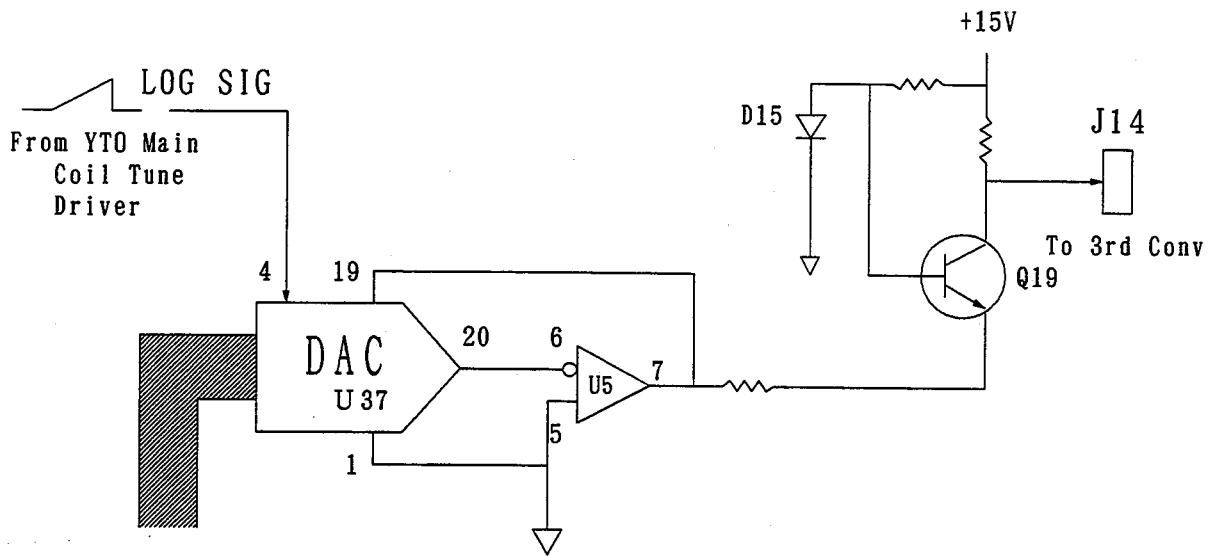 +15V
LOG SIG
D15
J14
From YTO Main
Coil Tune
Driver
To 3rd Conv
4
19
Q19
20
6
DAC
U37
U5
7
5
1